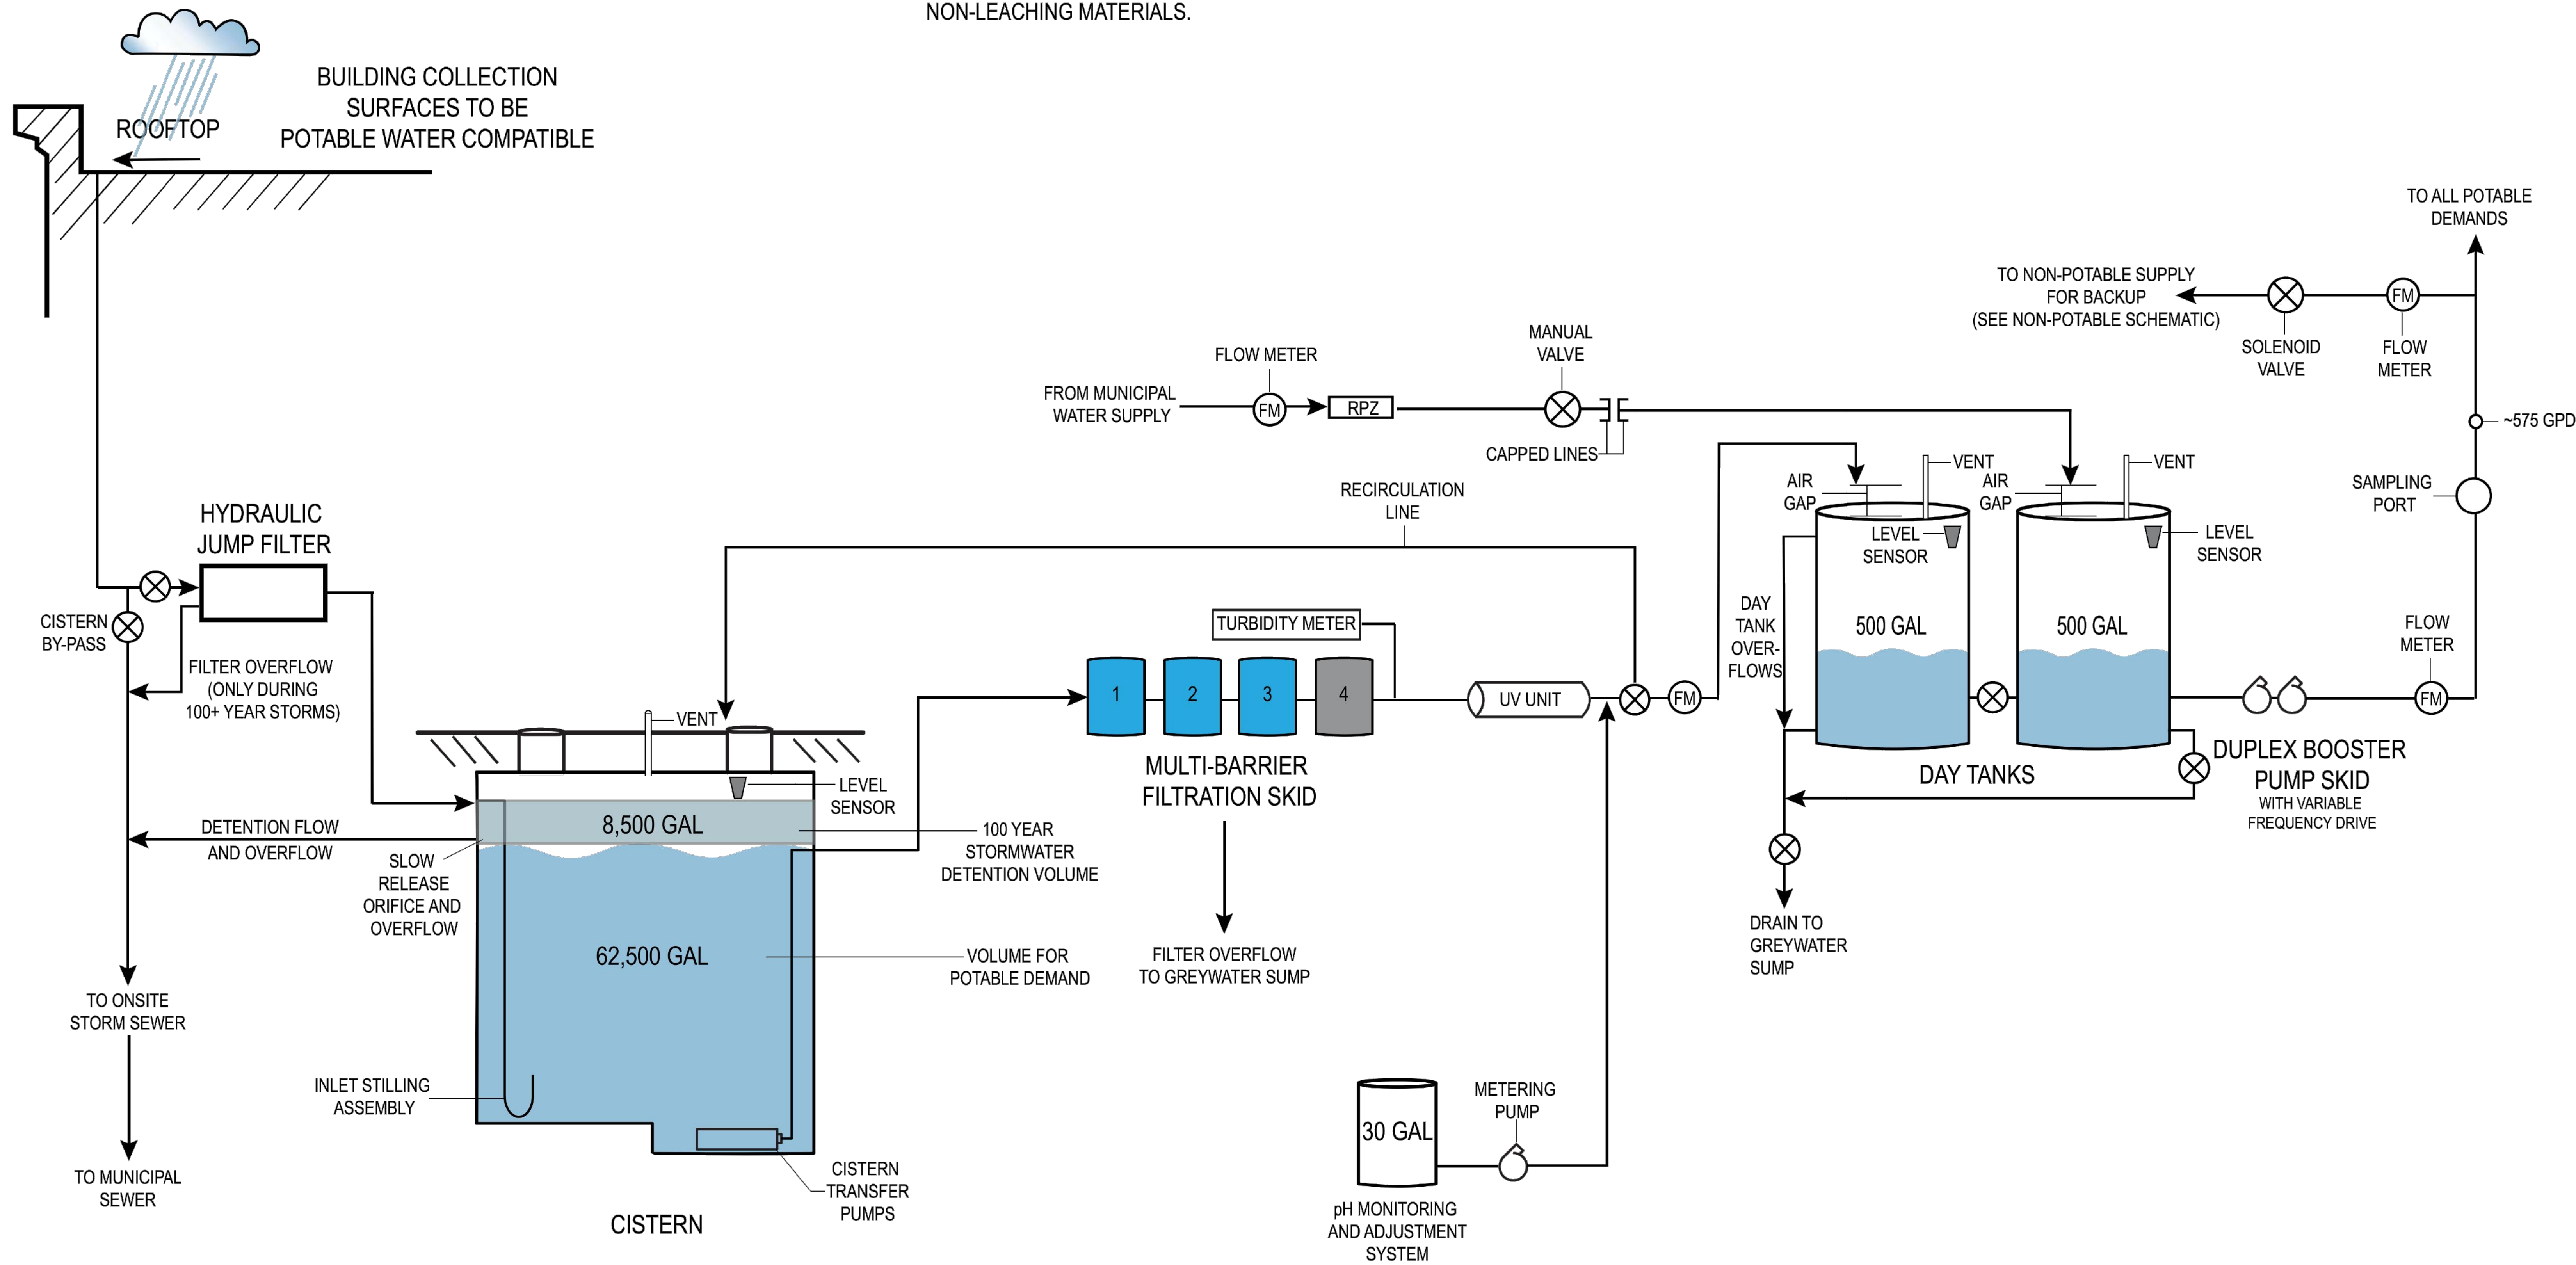 NON-LEACHING MATERIALS.
BUILDING COLLECTION
SURFACES TO BE
POTABLE WATER COMPATIBLE
ROOFTOP
TO ALL POTABLE
DEMANDS
TO NON-POTABLE SUPPLY
FOR BACKUP
(SEE NON-POTABLE SCHEMATIC)
FM
SOLENOID
VALVE
FLOW
METER
MANUAL
VALVE
FLOW METER
FROM MUNICIPAL
WATER SUPPLY
FM
RPZ
CAPPED LINES
~575 GPD
SAMPLING
PORT
RECIRCULATION
LINE
AIR
GAP
VENT
AIR
GAP
VENT
LEVEL
SENSOR
LEVEL
SENSOR
HYDRAULIC
JUMP FILTER
CISTERN
BY-PASS
FILTER OVERFLOW
(ONLY DURING
100+ YEAR STORMS)
TURBIDITY METER
DAY
TANK
OVER-
FLOWS
500 GAL
500 GAL
FLOW
METER
1
2
3
4
UV UNIT
FM
FM
VENT
MULTI-BARRIER
FILTRATION SKID
DAY TANKS
DUPLEX BOOSTER
PUMP SKID
WITH VARIABLE
FREQUENCY DRIVE
LEVEL
SENSOR
8,500 GAL
DETENTION FLOW
AND OVERFLOW
100 YEAR
STORMWATER
DETENTION VOLUME
SLOW
RELEASE
ORIFICE AND
OVERFLOW
62,500 GAL
VOLUME FOR
POTABLE DEMAND
FILTER OVERFLOW
TO GREYWATER SUMP
DRAIN TO
GREYWATER
SUMP
TO ONSITE
STORM SEWER
INLET STILLING
ASSEMBLY
METERING
PUMP
30 GAL
TO MUNICIPAL
SEWER
CISTERN
TRANSFER
PUMPS
CISTERN
pH MONITORING
AND ADJUSTMENT
SYSTEM